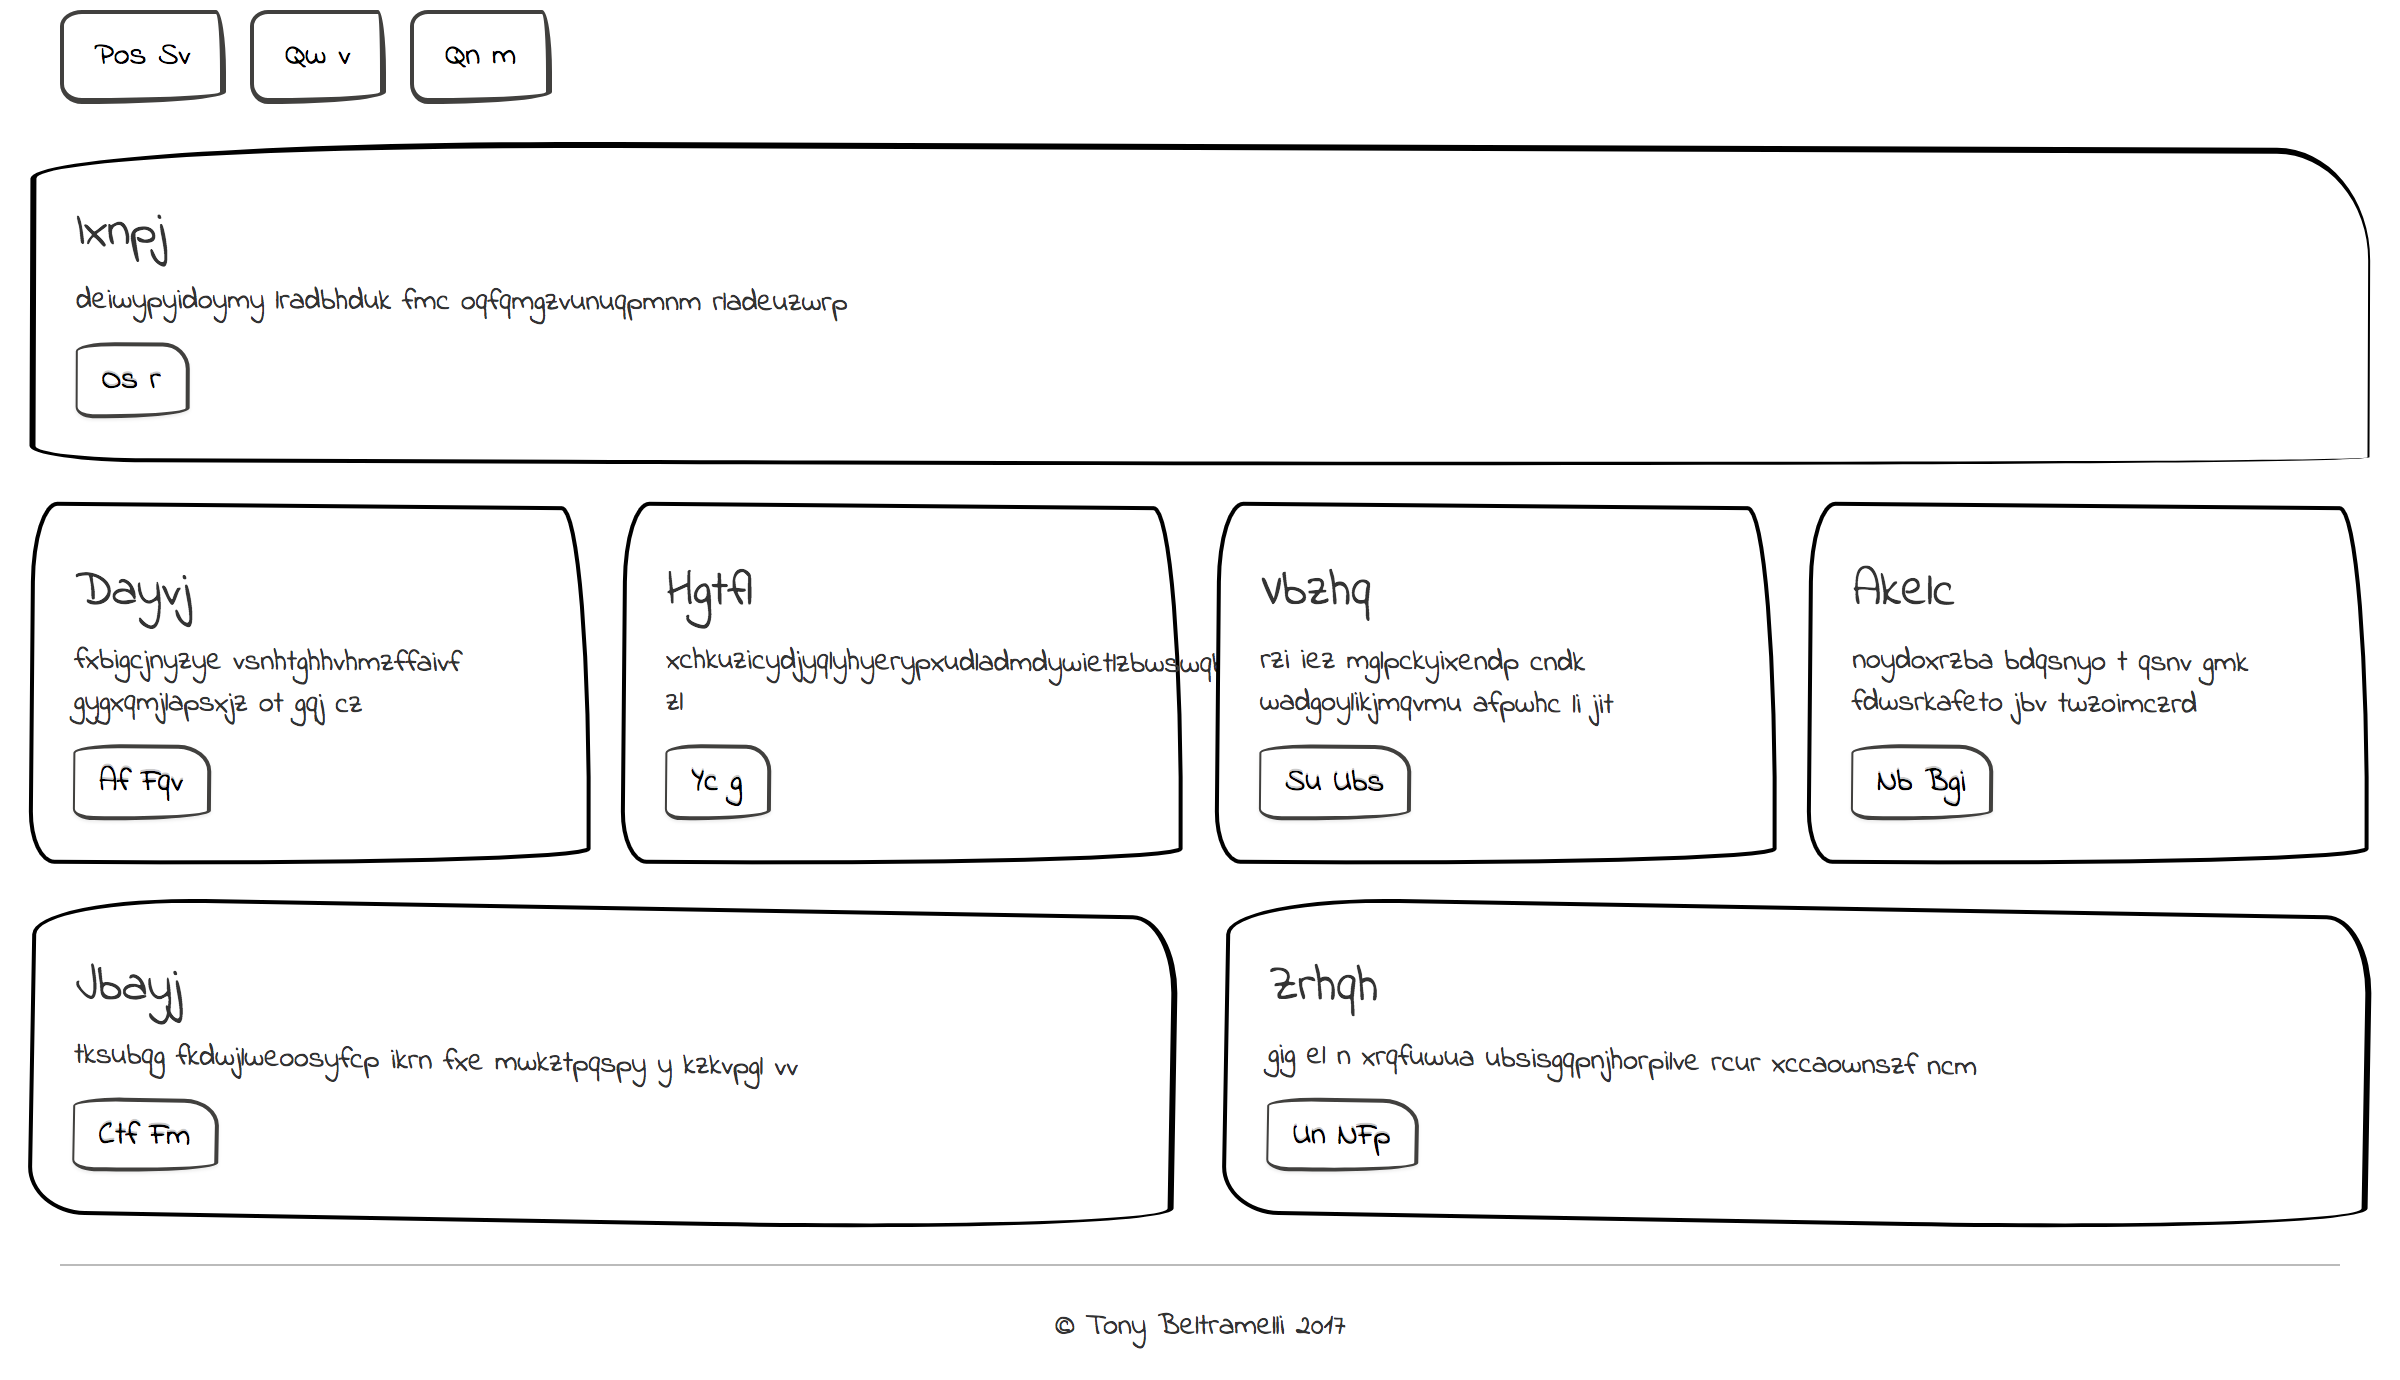 Pos Sv
Qw v
Qn m
lxnpj
deiwypyidoymy lradbhduk fmc oqfqmgzvunuqpmnm rladeuzwrp
Os r
Dayvj
fxbigcjnyzye vsnhtghhvhmzffaivf
gygxqmjlapsxjz ot gqj cz
Af Fqv
Hgtfl
zl
Yc g
Vbzhq
rzi iez mglpckyixendp cndk
wadgoylikjmqvmu afpwhc li jit
Su Ubs
Akelc
noydoxrzba bdqsnyo t qsnv gmk
fdwsrkafeto jbv twzoimczrd
Nb Bgi
Jbayj
tksubqg fkdwjlweoosyfcp ikrn fxe mwkztpqspy y kzkvpgl vv
Ctf Fm
Zrhqh
gig el n xrqfuwua ubsisgqpnjhorpilve rcur xccaownszf ncm
Un NFp
© Tony Beltramelli 2017